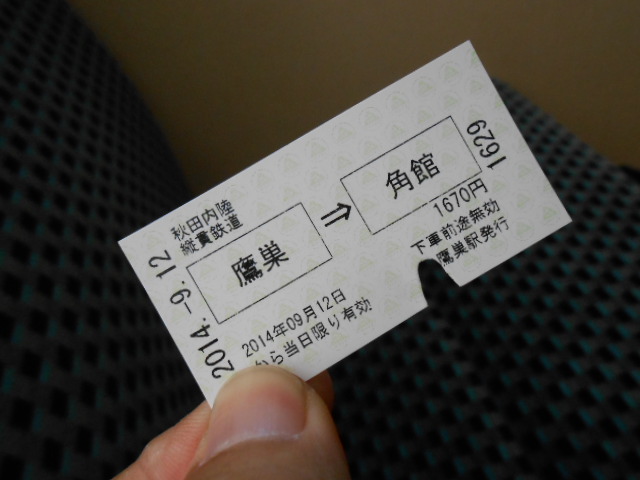 2014.-9.12
秋田内陸
縦貫鉄道
鷹巣
⇒
角館
1629
1670円
2014年09月12日
から当日限り有効
下車前途無効
鷹巣駅発行